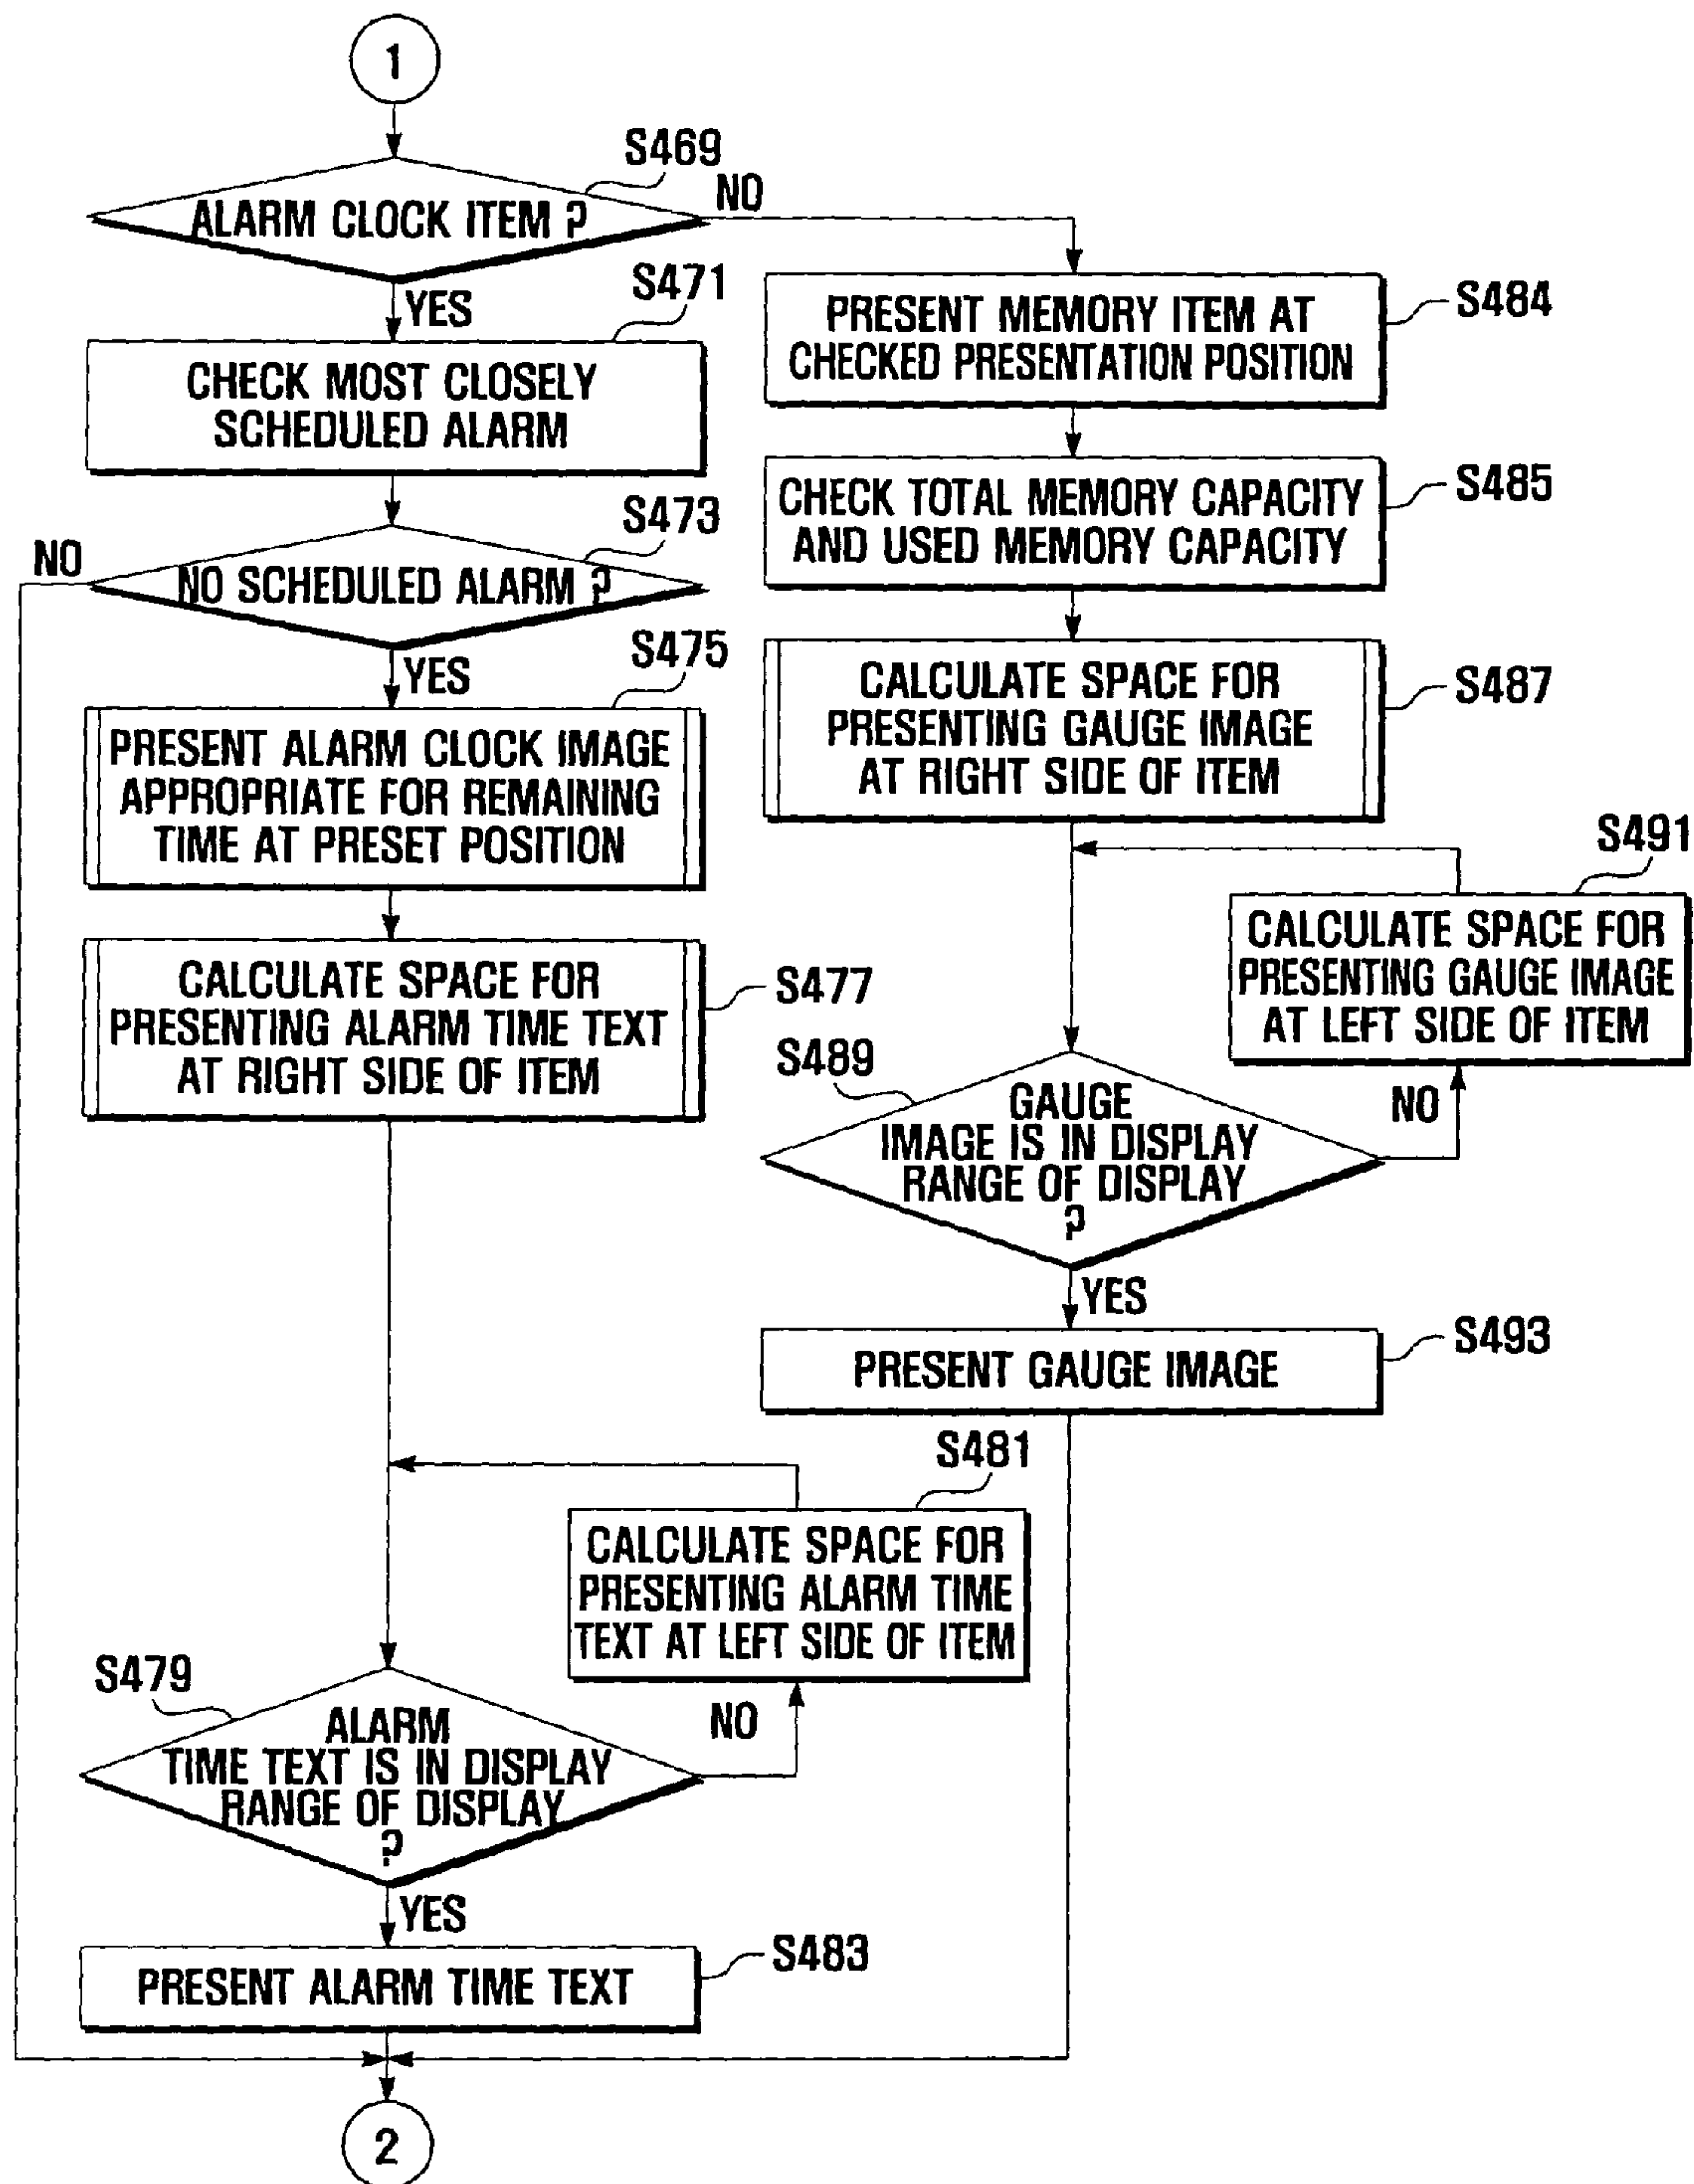 1
S469
ALARM CLOCK ITEM ?
NO
YES
S471
CHECK MOST CLOSELY
SCHEDULED ALARM
S473
NO
NO SCHEDULED ALARM ?
YES
S475
PRESENT ALARM CLOCK IMAGE
APPROPRIATE FOR REMAINING
TIME AT PRESET POSITION
CALCULATE SPACE FOR
PRESENTING ALARM TIME TEXT
AT RIGHT SIDE OF ITEM
S477
S481
CALCULATE SPACE FOR
PRESENTING ALARM TIME
TEXT AT LEFT SIDE OF ITEM
S479
ALARM
TIME TEXT IS IN DISPLAY
RANGE OF DISPLAY
?
NO
YES
PRESENT ALARM TIME TEXT
S483
PRESENT MEMORY ITEM AT
CHECKED PRESENTATION POSITION
S484
CHECK TOTAL MEMORY CAPACITY
AND USED MEMORY CAPACITY
S485
CALCULATE SPACE FOR
PRESENTING GAUGE IMAGE
AT RIGHT SIDE OF ITEM
S487
S491
CALCULATE SPACE FOR
PRESENTING GAUGE IMAGE
AT LEFT SIDE OF ITEM
S489
GAUGE
IMAGE IS IN DISPLAY
RANGE OF DISPLAY
?
NO
YES
PRESENT GAUGE IMAGE
S493
2